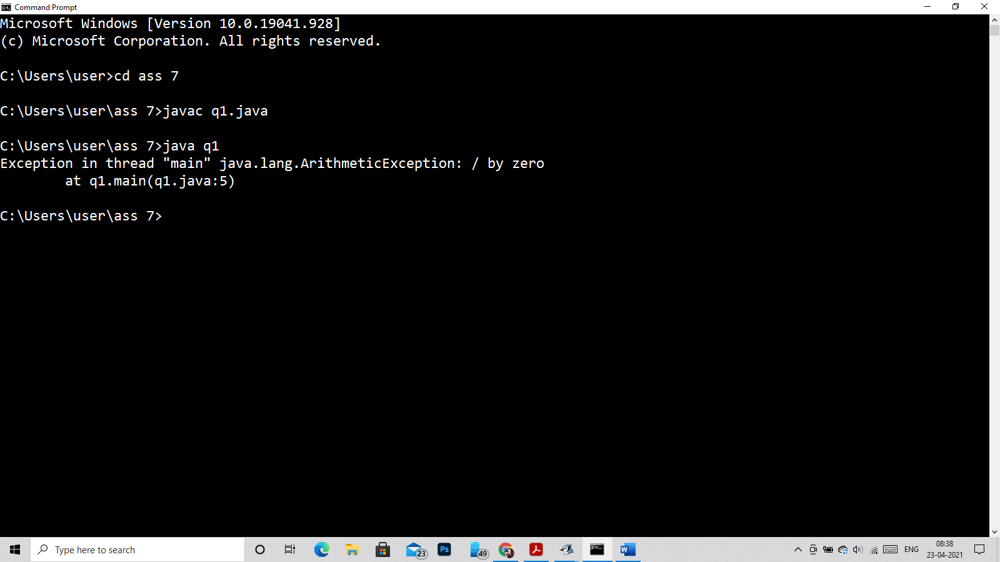 Command Prompt
Microsoft Windows [Version 10.0.19041.928]
(c) Microsoft Corporation. All rights reserved.
C:\Users\user>cd ass 7
C:\Users\user\ass 7>javac q1.java
C:\Users\user\ass 7>java q1
Exception in thread "main" java.lang.ArithmeticException: / by zero
at q1.main(q1.java:5)
C:\Users\user\ass 7>
Type here to search
23
Ps
49
W
ENG
08:38
23-04-2021